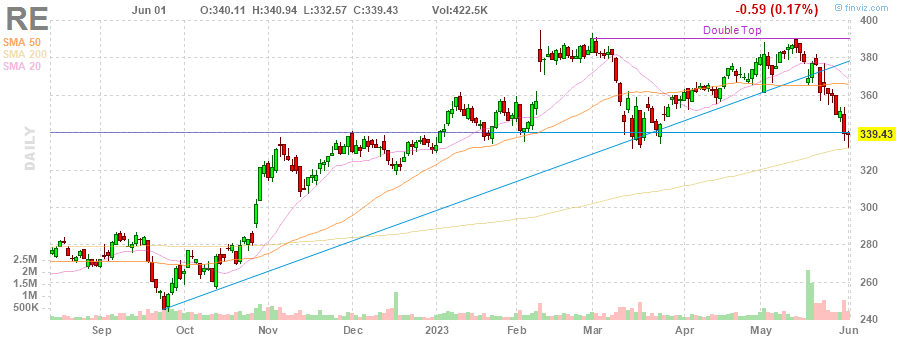 RE
Jun 01 O:340.11 H:340.94 L:332.57 C:339.43 Vol:422.5K -0.59 (0.17%)
© finviz.com
SMA 50
SMA 200
SMA 20
DAILY
Double Top
400
380
360
339.43
320
300
280
260
240
2.5M
2M
1.5M
1M
500K
Sep Oct Nov Dec 2023 Feb Mar Apr May Jun